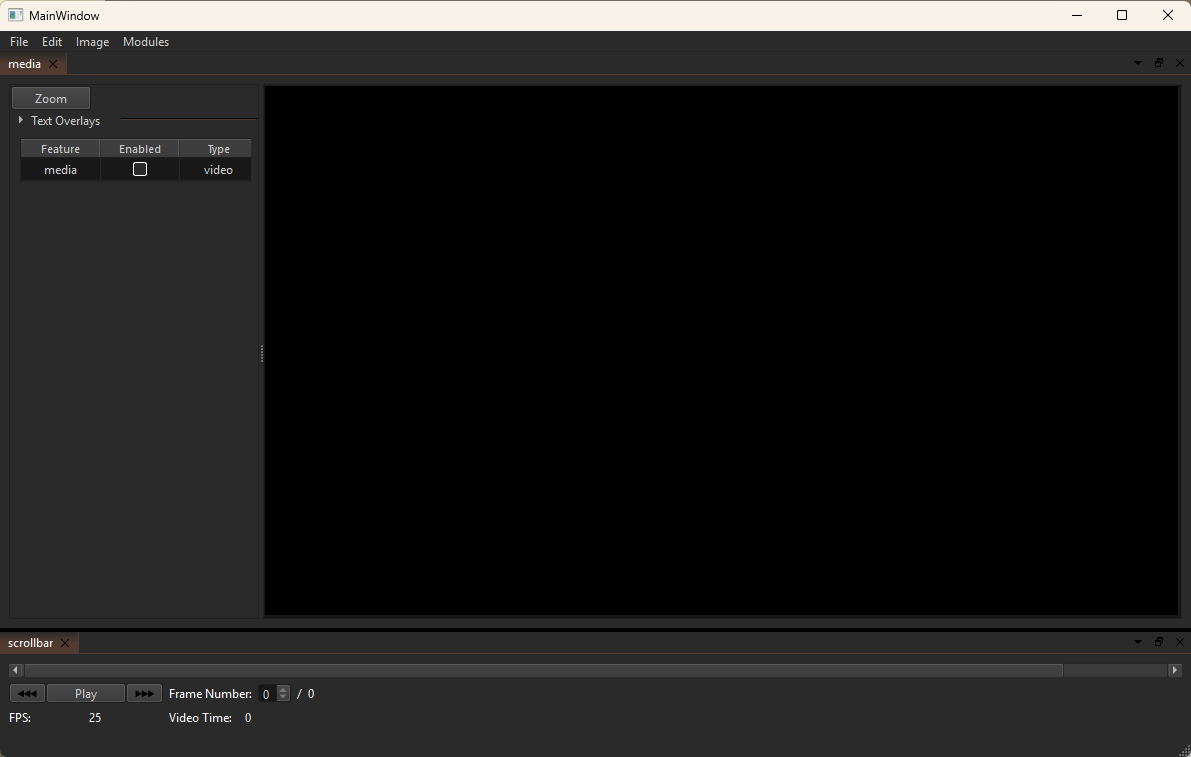 MainWindow
File Edit Image Modules
media
Zoom
Text Overlays
Feature Enabled Type
media video
scrollbar
Play Frame Number: 0 / 0
FPS: 25 Video Time: 0